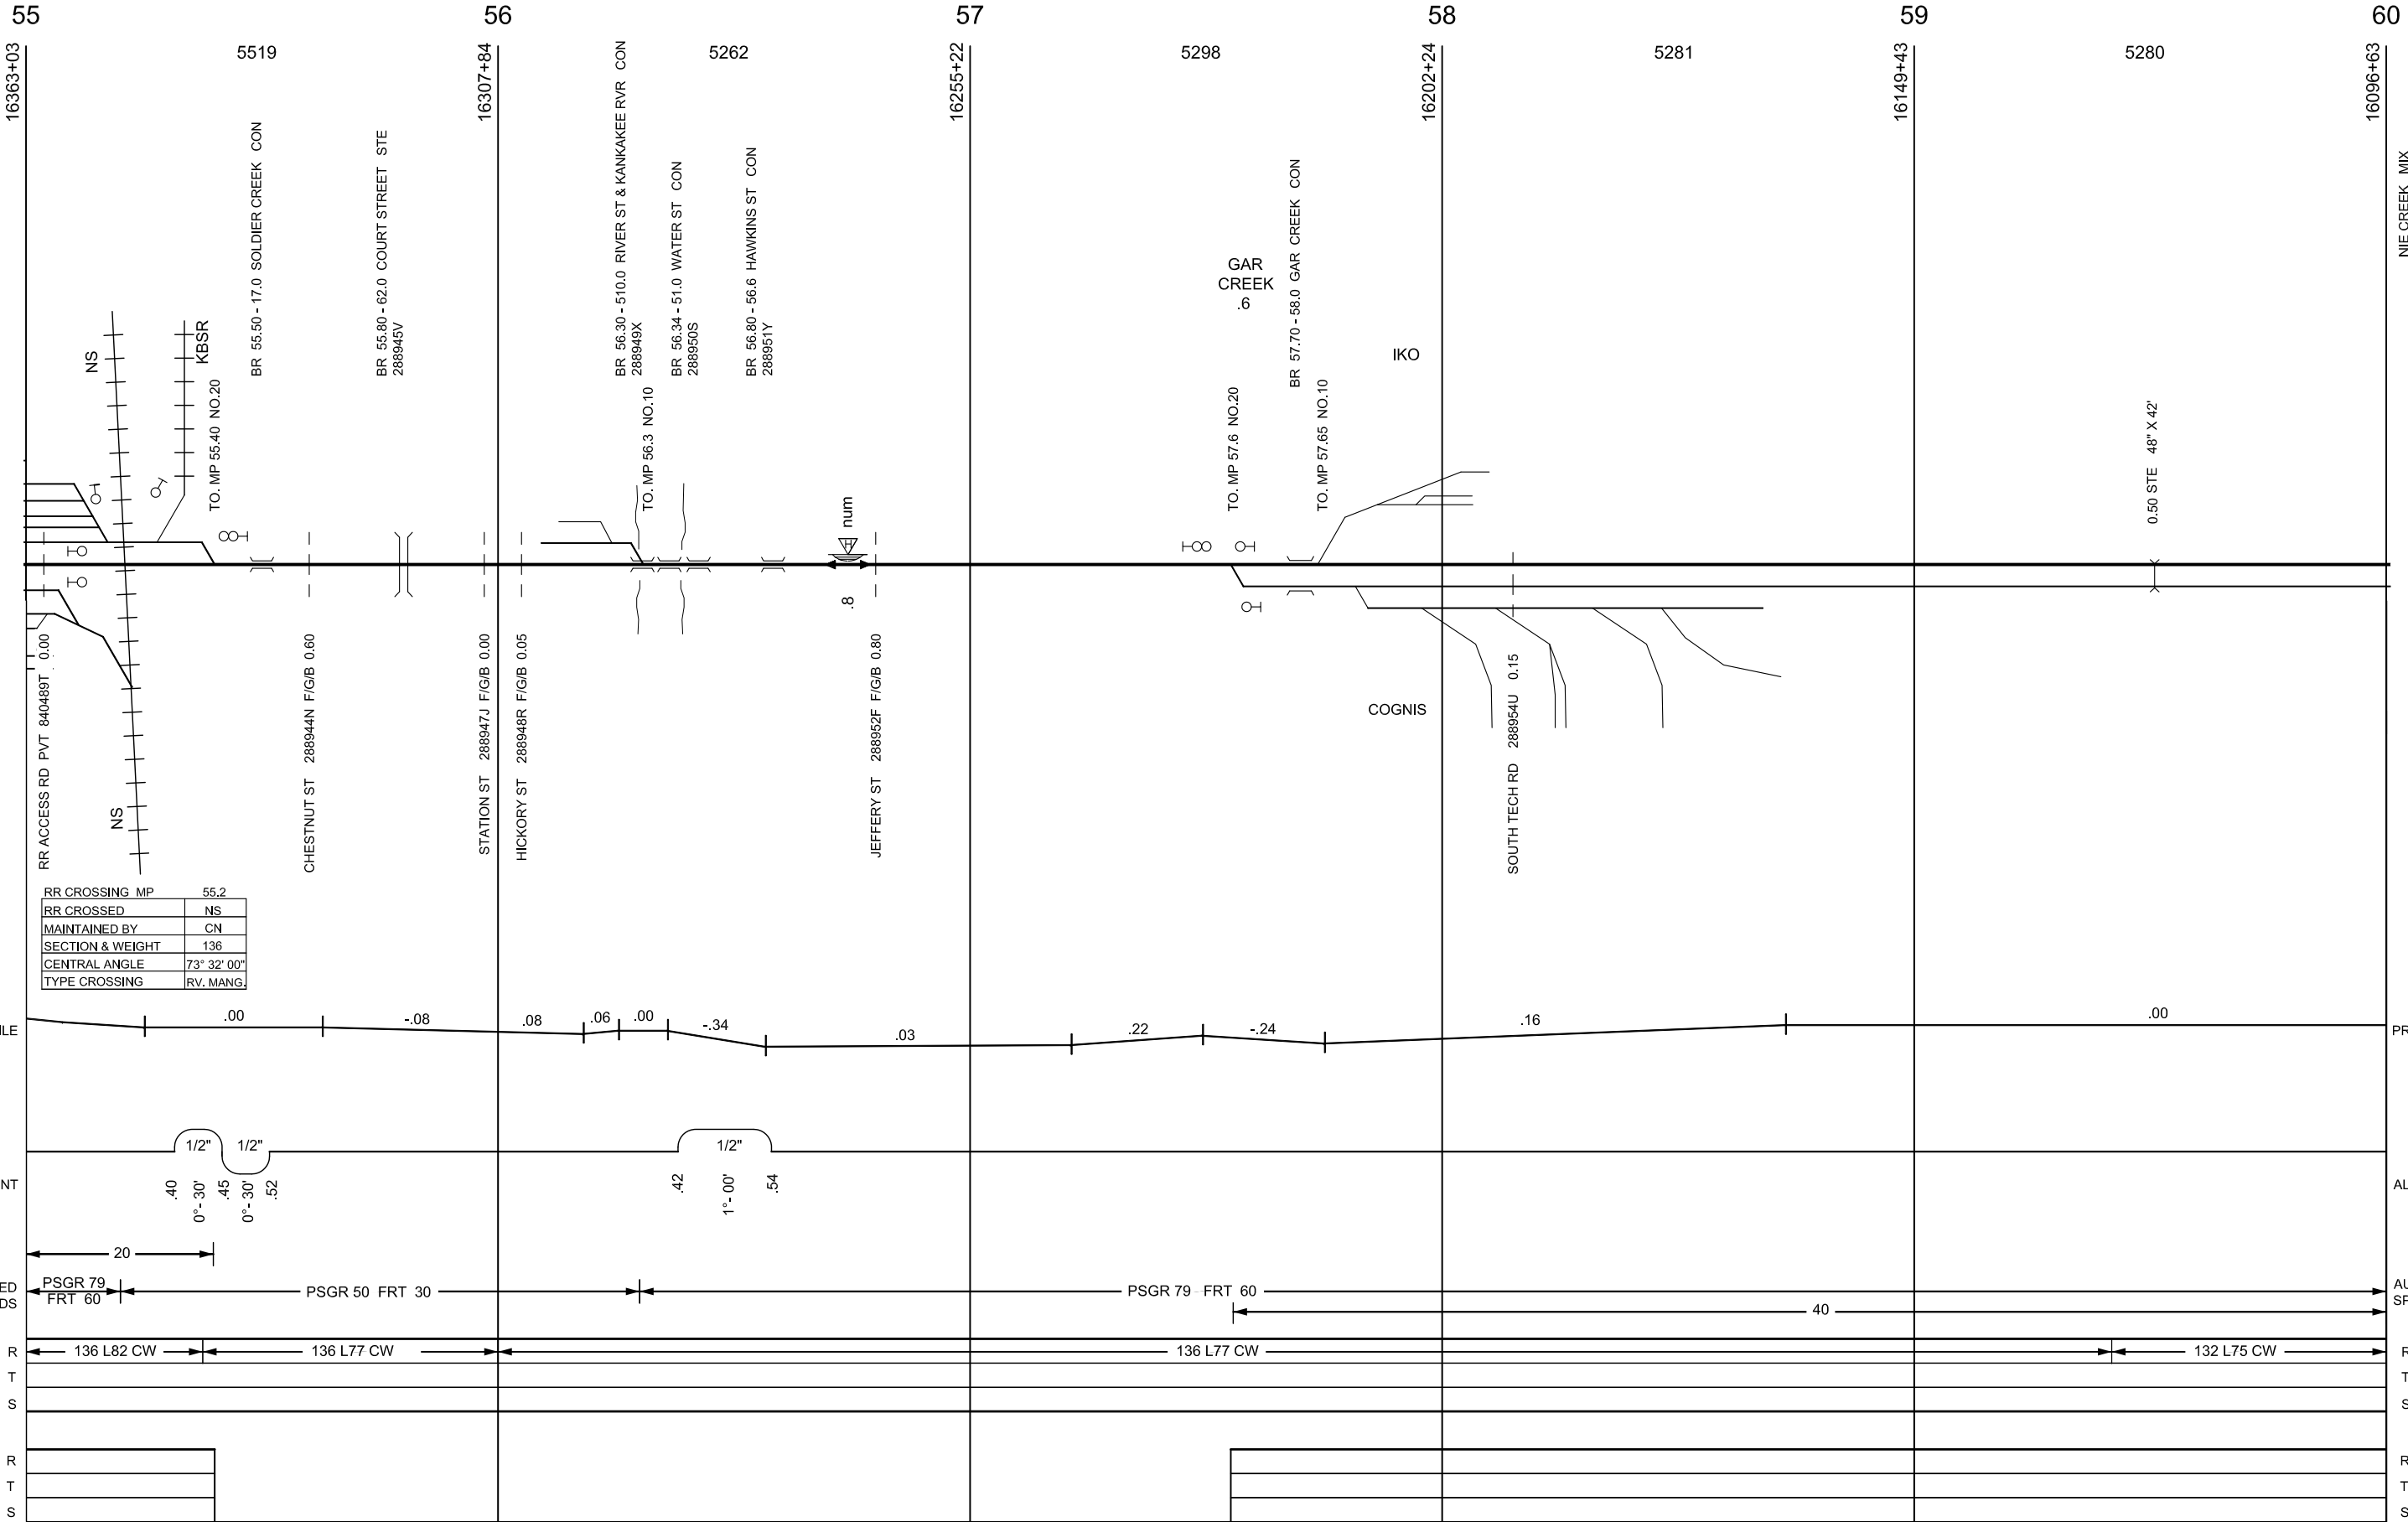 55
56
57
58
59
60
16363+03
5519
16307+84
5262
16255+22
5298
16202+24
5281
16149+43
5280
16096+63
NS
KBSR
TO. MP 55.40 NO.20
BR 55.50 - 17.0 SOLDIER CREEK CON
BR 55.80 - 62.0 COURT STREET STE
288945V
BR 56.30 - 510.0 RIVER ST & KANKAKEE RVR CON
288949X
TO. MP 56.3 NO.10
BR 56.34 - 51.0 WATER ST CON
288950S
BR 56.80 - 56.6 HAWKINS ST CON
288951Y
GAR
CREEK
.6
TO. MP 57.6 NO.20
BR 57.70 - 58.0 GAR CREEK CON
TO. MP 57.65 NO.10
IKO
0.50 STE 48" X 42'
NIE CREEK MIX
H
num
.8
RR ACCESS RD PVT 840489T 0.00
NS
CHESTNUT ST 288944N F/G/B 0.60
STATION ST 288947J F/G/B 0.00
HICKORY ST 288948R F/G/B 0.05
JEFFERY ST 288952F F/G/B 0.80
COGNIS
SOUTH TECH RD 288954U 0.15
RR CROSSING MP 55.2
RR CROSSED NS
MAINTAINED BY CN
SECTION & WEIGHT 136
CENTRAL ANGLE 73° 32' 00"
TYPE CROSSING RV. MANG.
ILE
.00
-.08
.08
.06
.00
-.34
.03
.22
-.24
.16
.00
PR
1/2"
1/2"
1/2"
NT
.40
0°- 30'
.45
0°- 30'
.52
.42
1°- 00'
.54
AL
20
ED
DS
PSGR 79
FRT 60
PSGR 50 FRT 30
PSGR 79 FRT 60
40
AU
SP
R
136 L82 CW
136 L77 CW
136 L77 CW
132 L75 CW
R
T
T
S
S
R
R
T
T
S
S